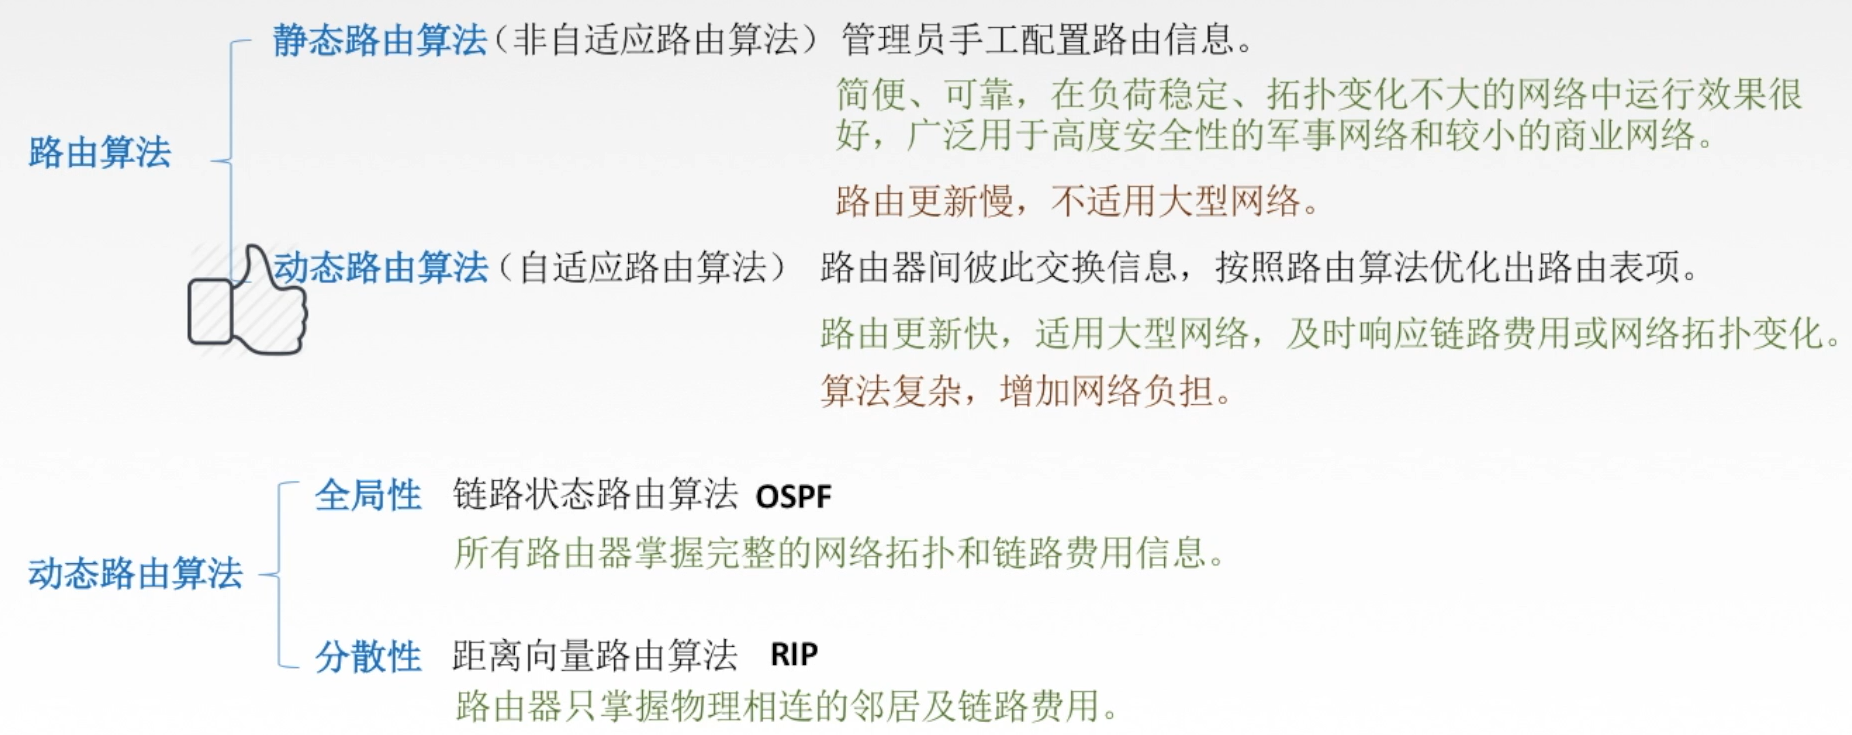 静态路由算法（非自适应路由算法）管理员手工配置路由信息。
简便、可靠，在负荷稳定、拓扑变化不大的网络中运行效果很
好，广泛用于高度安全性的军事网络和较小的商业网络。
路由算法
路由更新慢，不适用大型网络。
动态路由算法（自适应路由算法） 路由器间彼此交换信息，按照路由算法优化出路由表项。
路由更新快，适用大型网络，及时响应链路费用或网络拓扑变化。
算法复杂，增加网络负担。
全局性 链路状态路由算法 OSPF
所有路由器掌握完整的网络拓扑和链路费用信息。
动态路由算法
分散性 距离向量路由算法 RIP
路由器只掌握物理相连的邻居及链路费用。